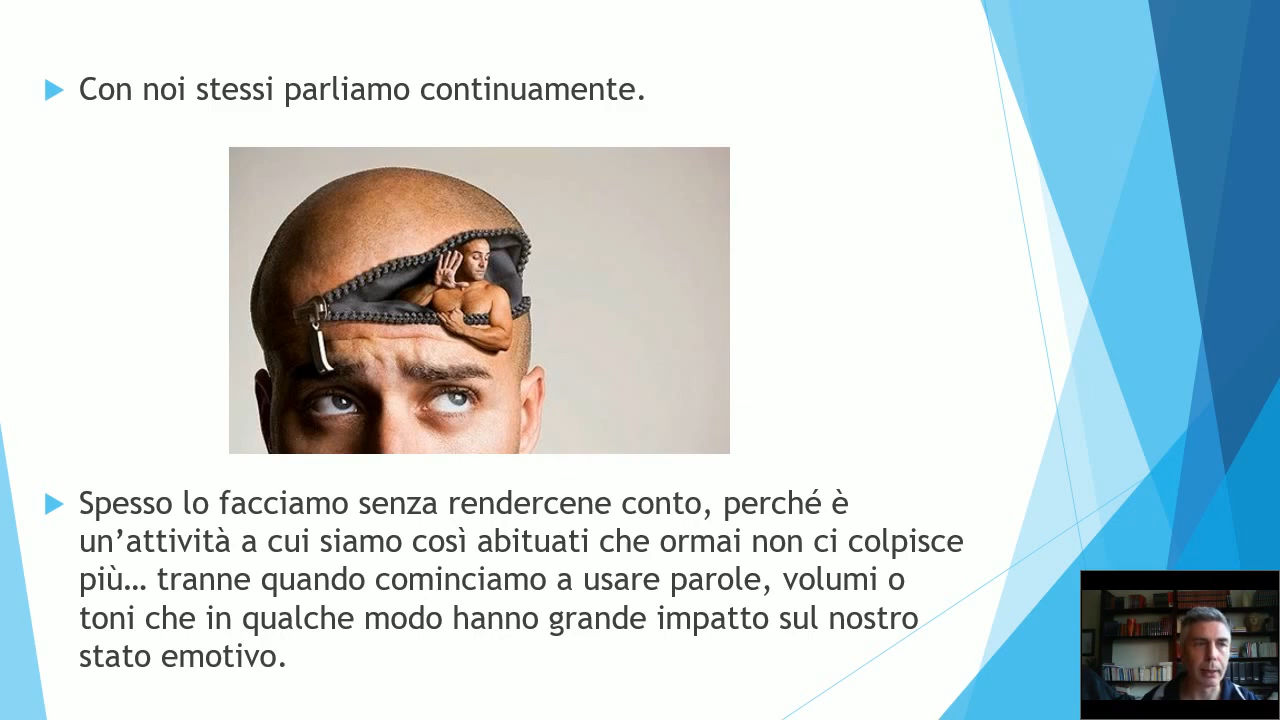 Con noi stessi parliamo continuamente.
Spesso lo facciamo senza rendercene conto, perché è
un’attività a cui siamo così abituati che ormai non ci colpisce
più… tranne quando cominciamo a usare parole, volumi o
toni che in qualche modo hanno grande impatto sul nostro
stato emotivo.